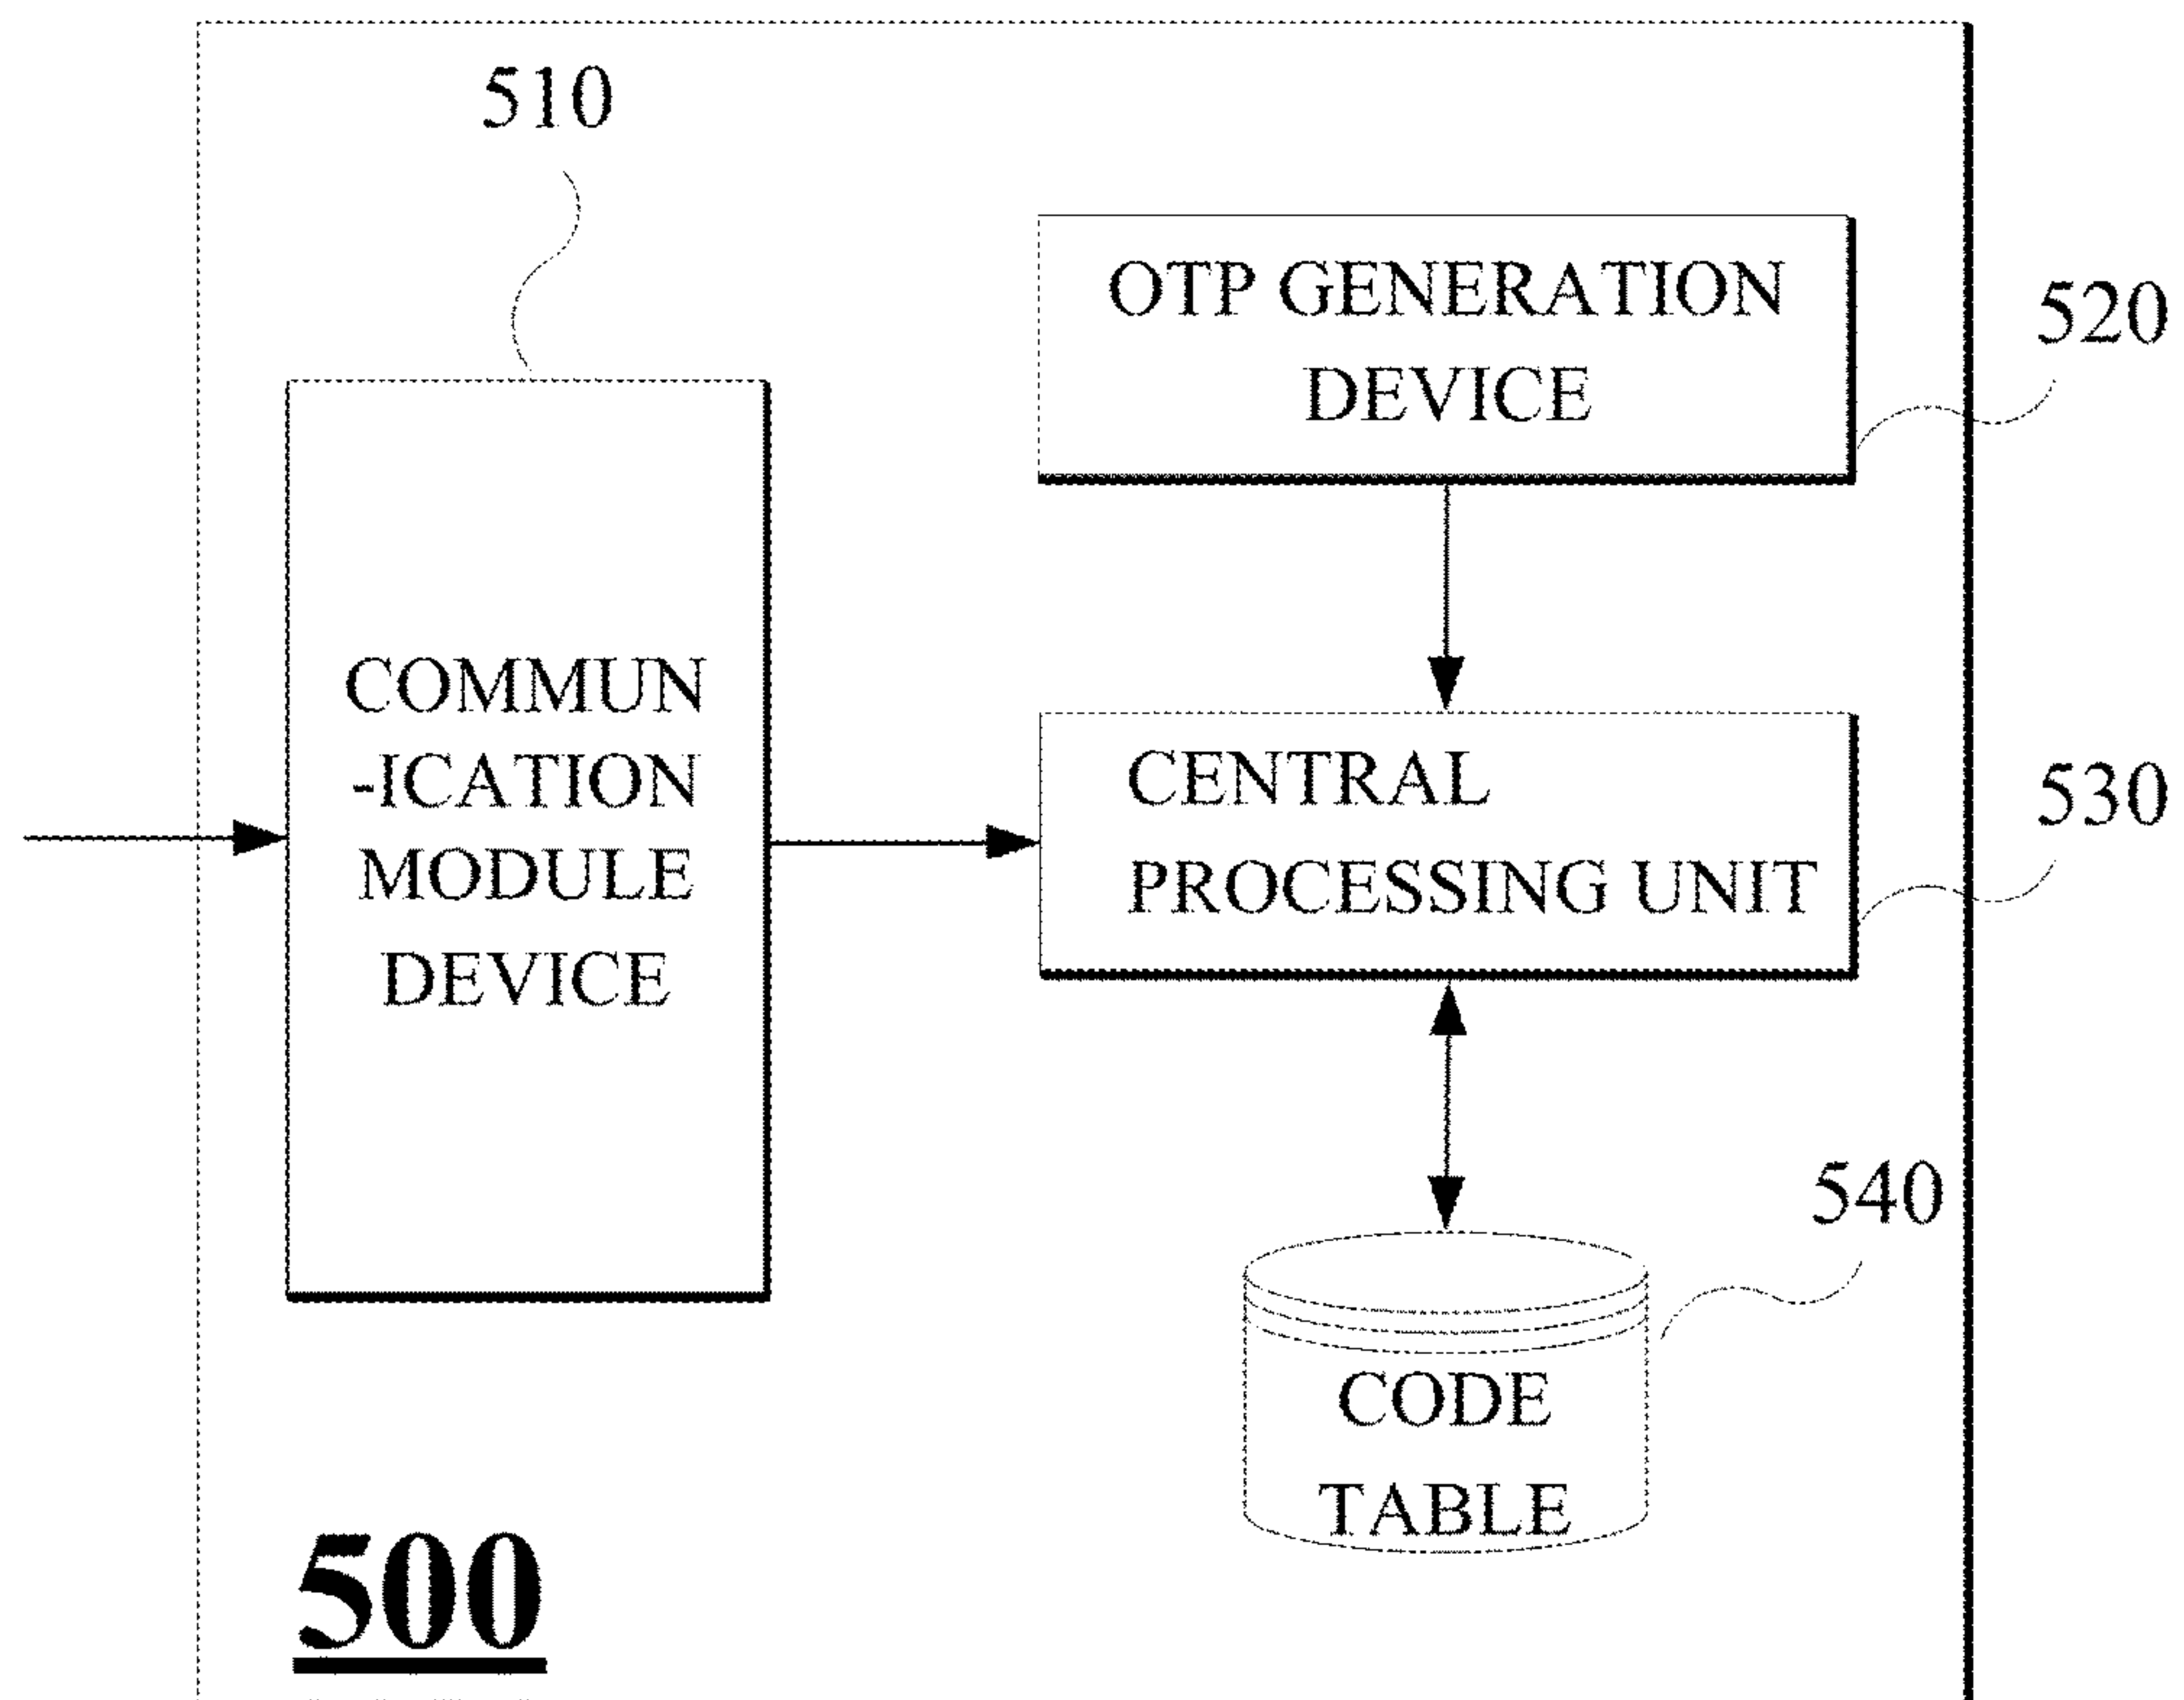 510
OTP GENERATION
DEVICE
520
COMMUN
-ICATION
MODULE
DEVICE
CENTRAL
PROCESSING UNIT
530
540
CODE
TABLE
500